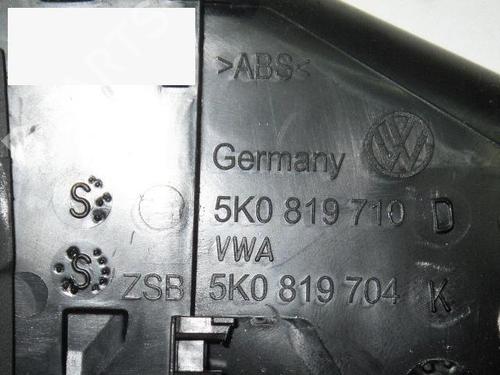 >ABS<
Germany
S 5K0 819 710 D
VWA
S ZSB 5K0 819 704 K